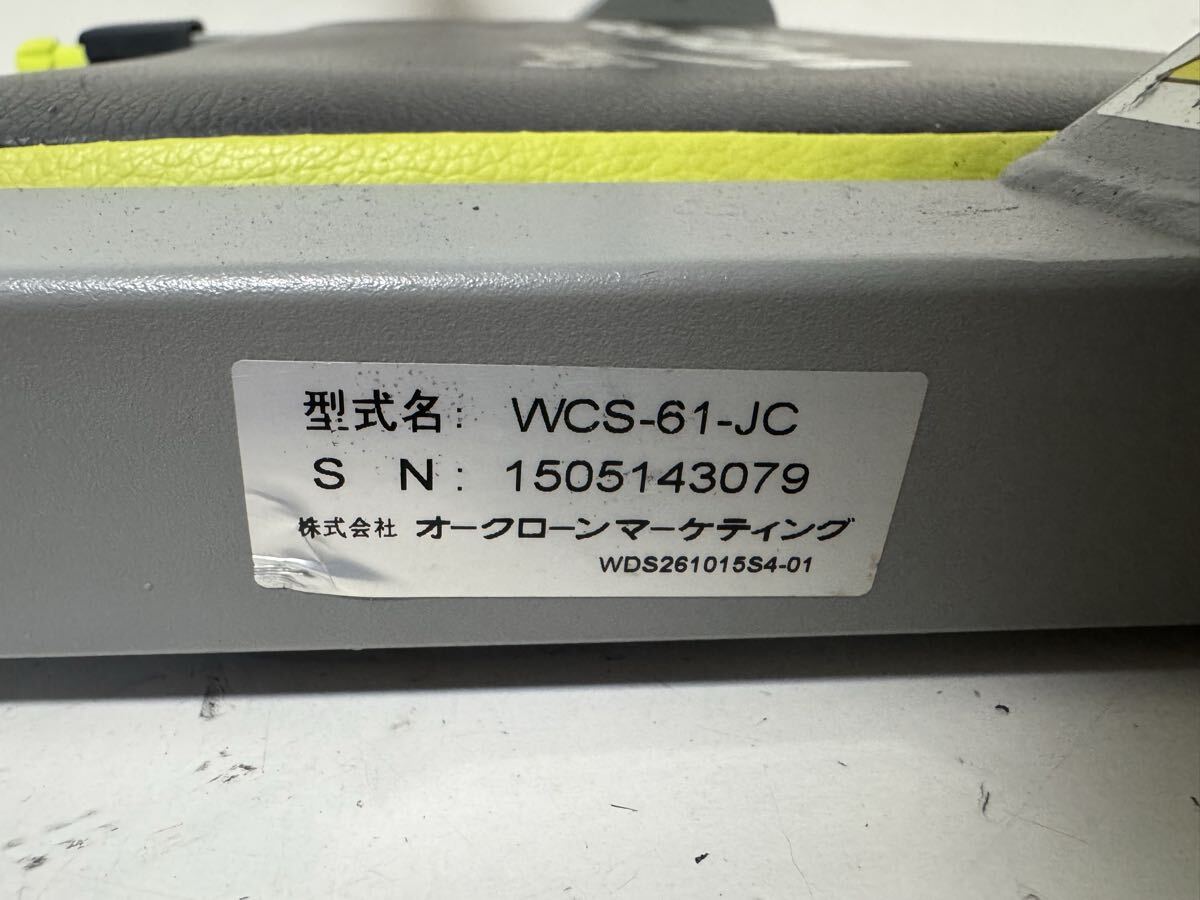 型式名: WCS-61-JC
S N: 1505143079
株式会社 オークローンマーケティング
WDS261015S4-01